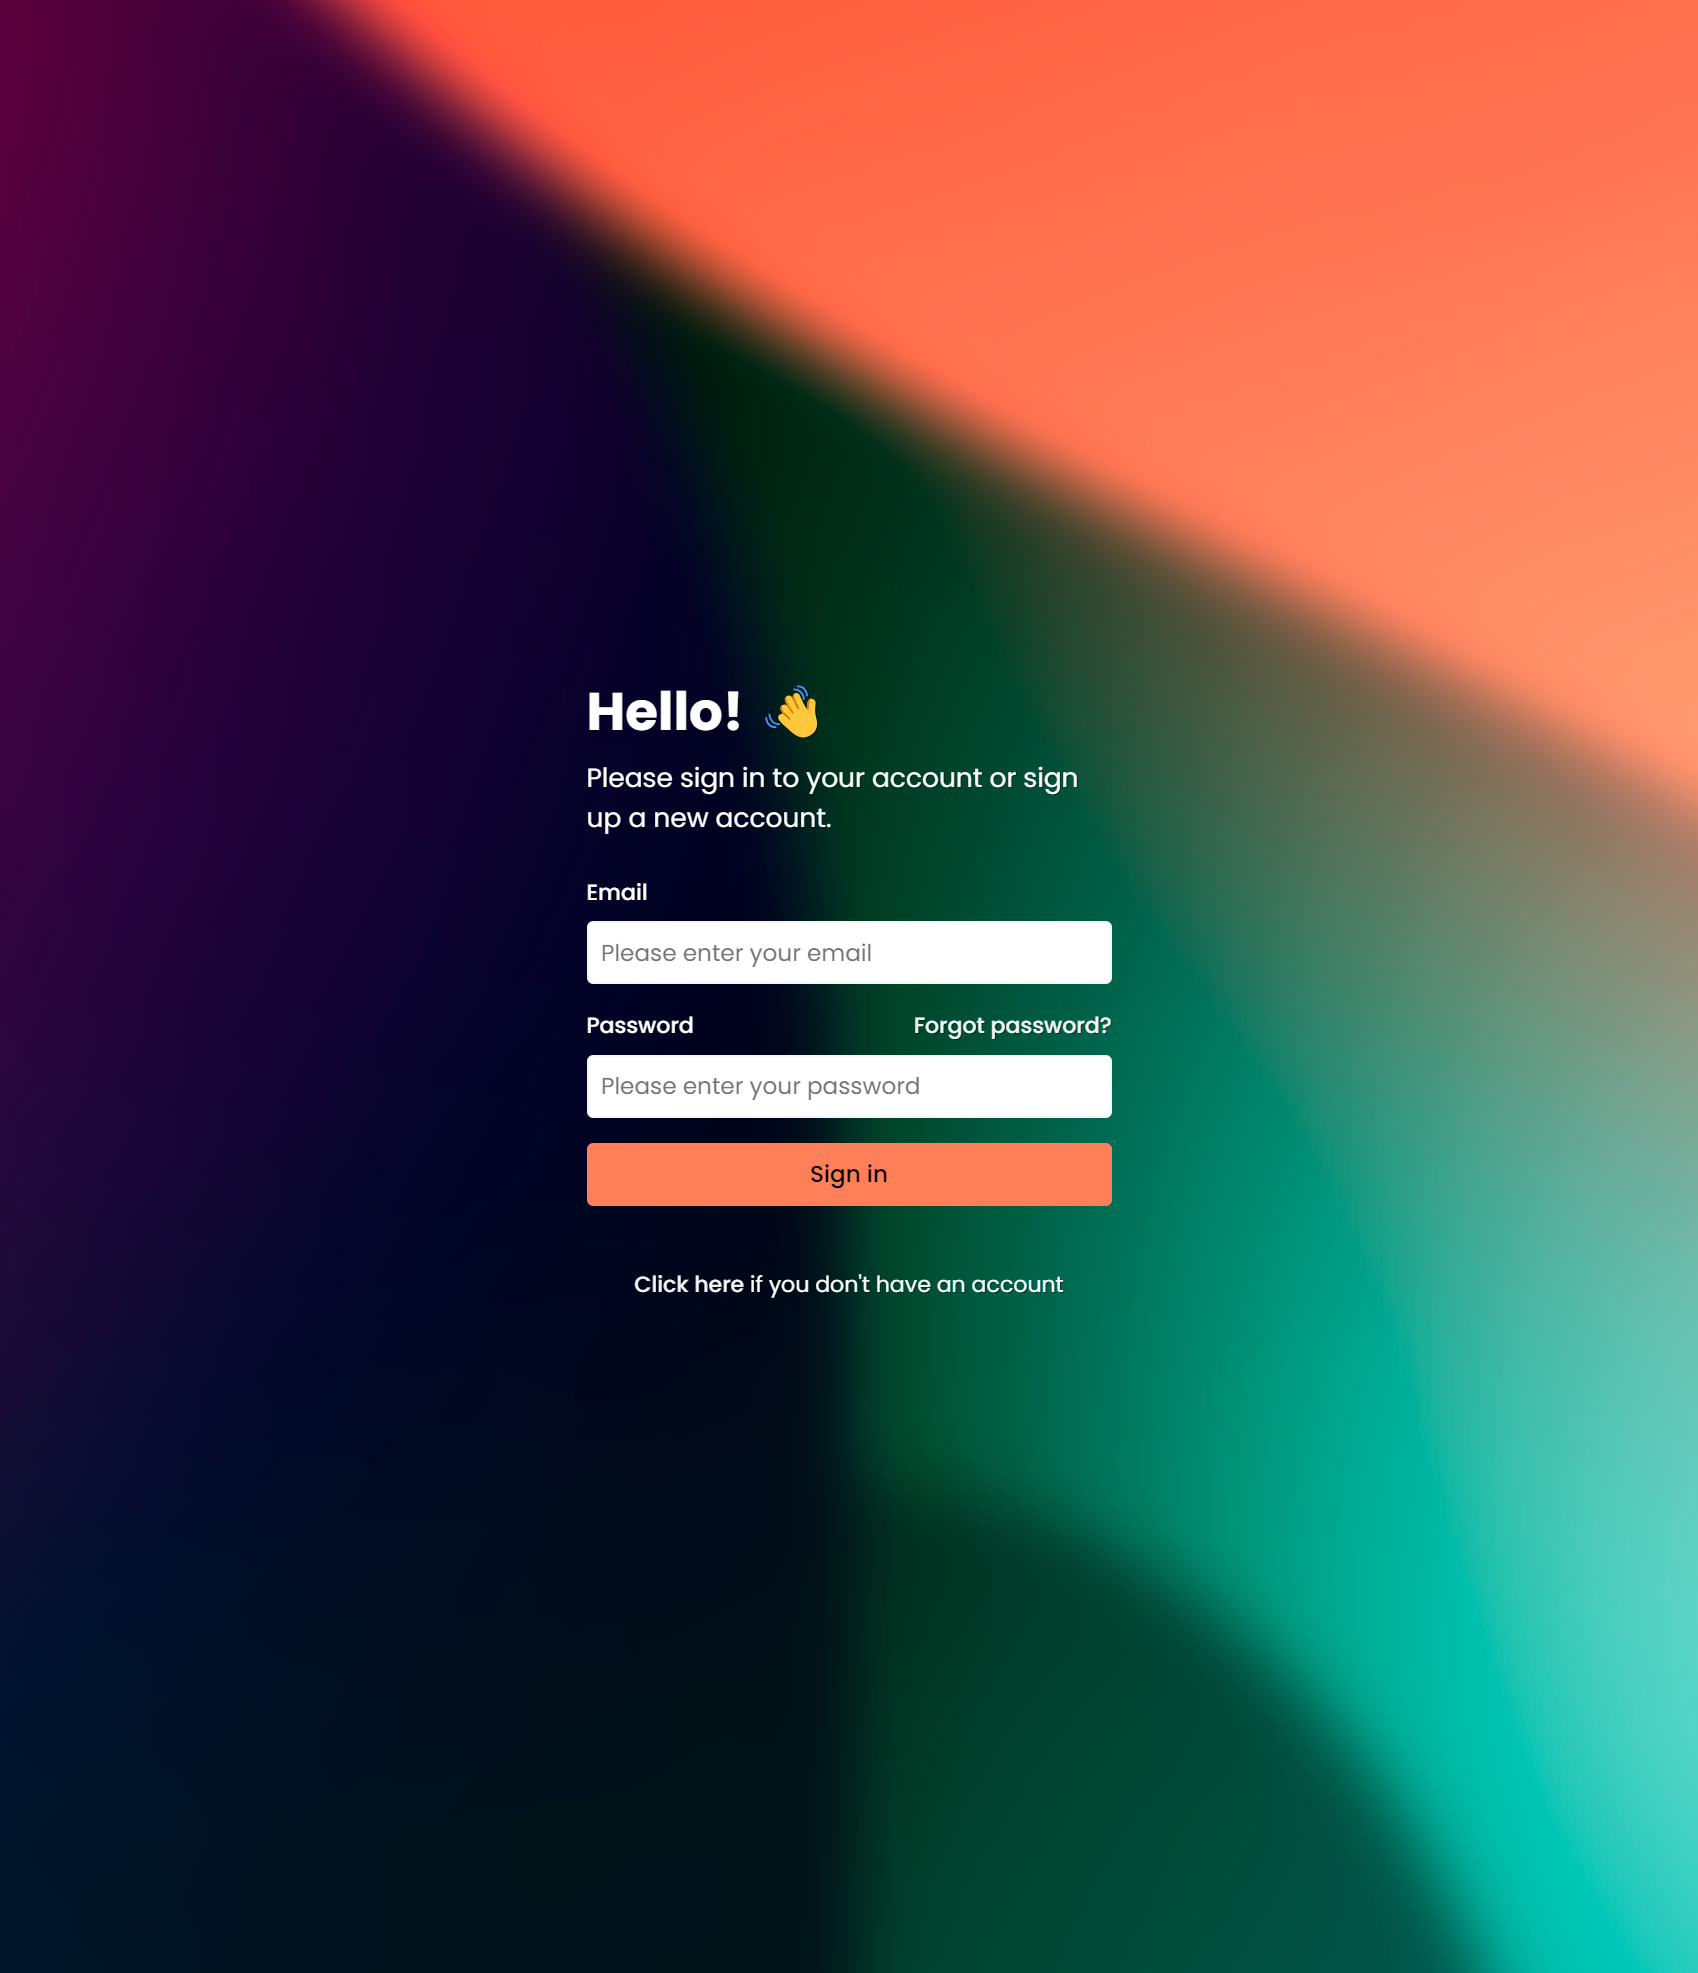 Hello! 👋
Please sign in to your account or sign
up a new account.
Email
Please enter your email
Password Forgot password?
Please enter your password
Sign in
Click here if you don't have an account